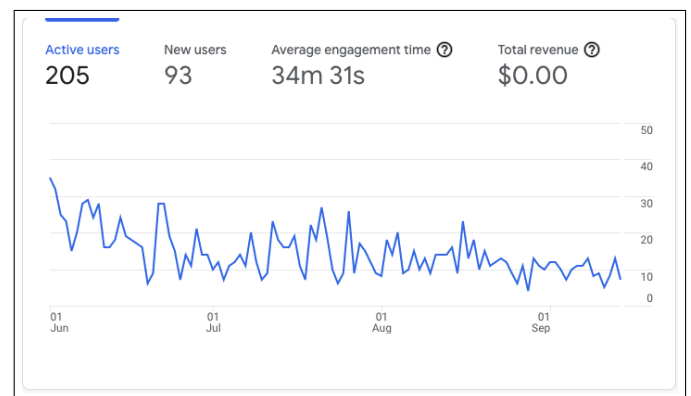 Active users New users Average engagement time Total revenue
205 93 34m 31s $0.00
50
40
30
20
10
0
01 01 01 01
Jun Jul Aug Sep